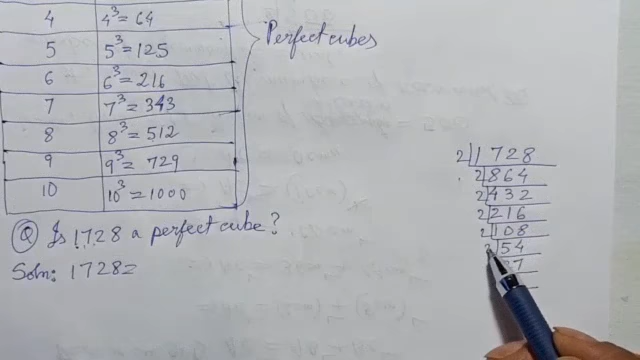 4 4³ = 64
5 5³ = 125
6 6³ = 216
7 7³ = 343
8 8³ = 512
9 9³ = 729
10 10³ = 1000
Perfect cubes
Q Is 1728 a perfect cube?
Soln: 1728=
2 1728
2 864
2 432
2 216
2 108
2 54
27